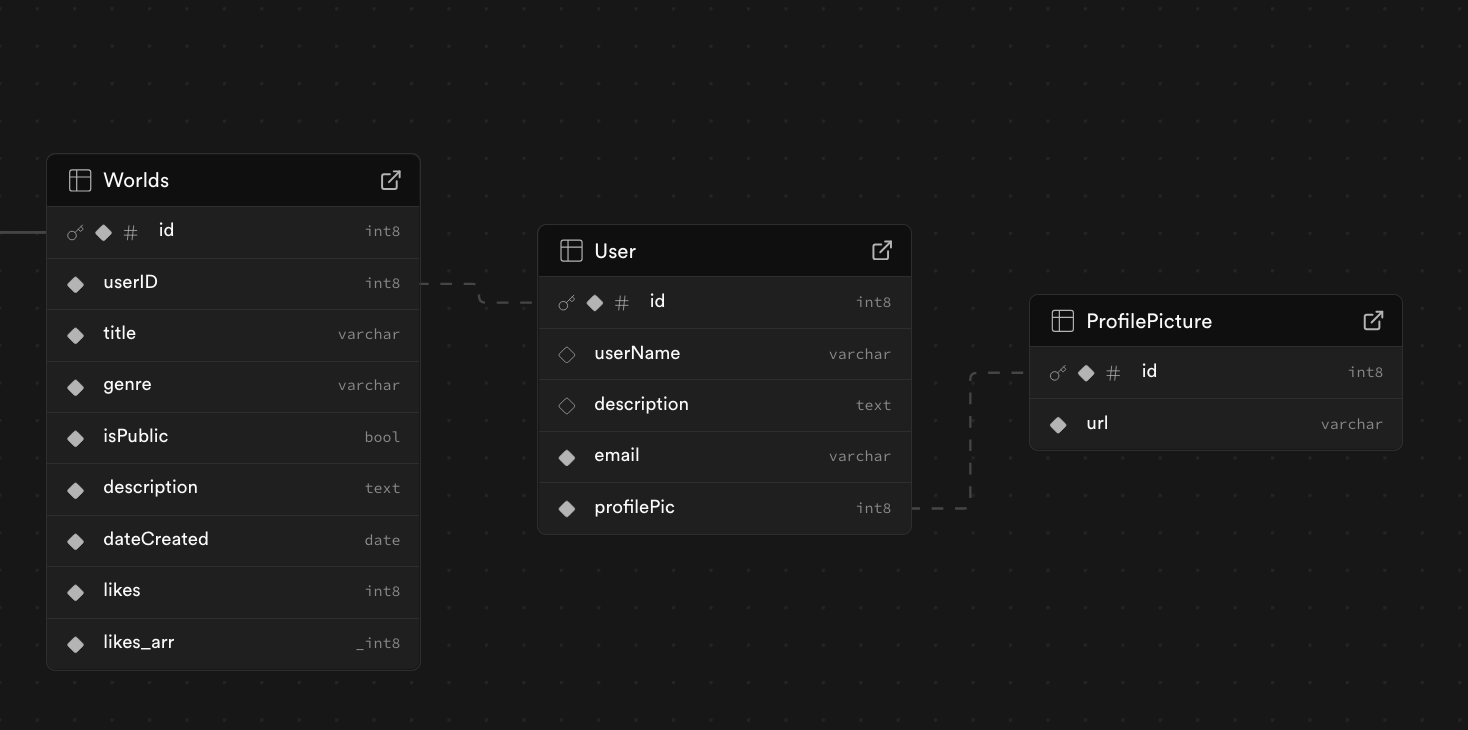 Worlds
# id int8
userID int8
title varchar
genre varchar
isPublic bool
description text
dateCreated date
likes int8
likes_arr _int8
User
# id int8
userName varchar
description text
email varchar
profilePic int8
ProfilePicture
# id int8
url varchar